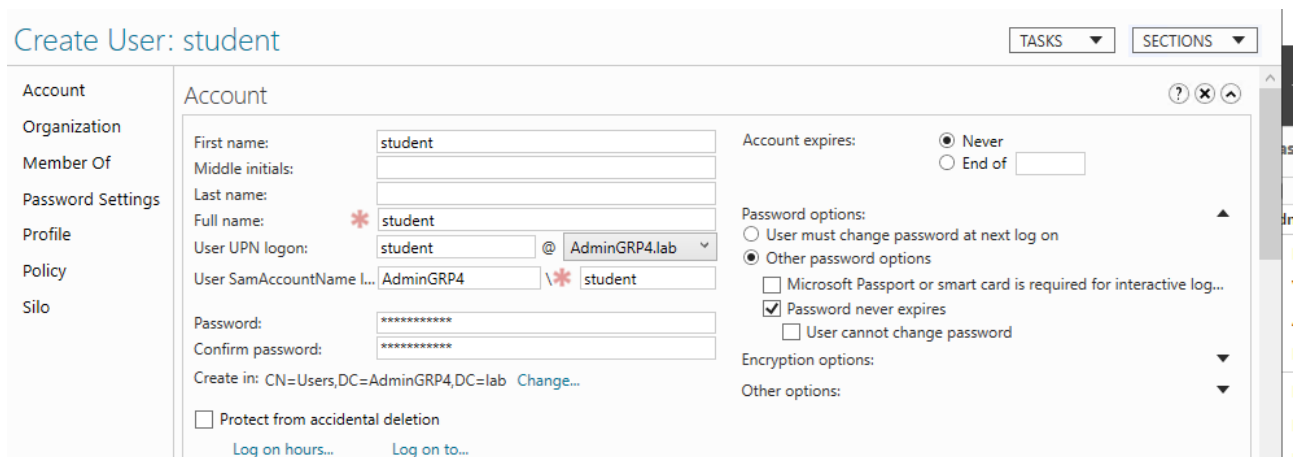 Create User: student
TASKS
SECTIONS
Account
Organization
Member Of
Password Settings
Profile
Policy
Silo
Account
First name: student
Middle initials:
Last name:
Full name: * student
User UPN logon: student @ AdminGRP4.lab
User SamAccountName l... AdminGRP4 \* student
Password: ***********
Confirm password: ***********
Create in: CN=Users,DC=AdminGRP4,DC=lab Change...
Protect from accidental deletion
Log on hours... Log on to...
Account expires: Never
End of
Password options:
User must change password at next log on
Other password options
Microsoft Passport or smart card is required for interactive log...
Password never expires
User cannot change password
Encryption options:
Other options: